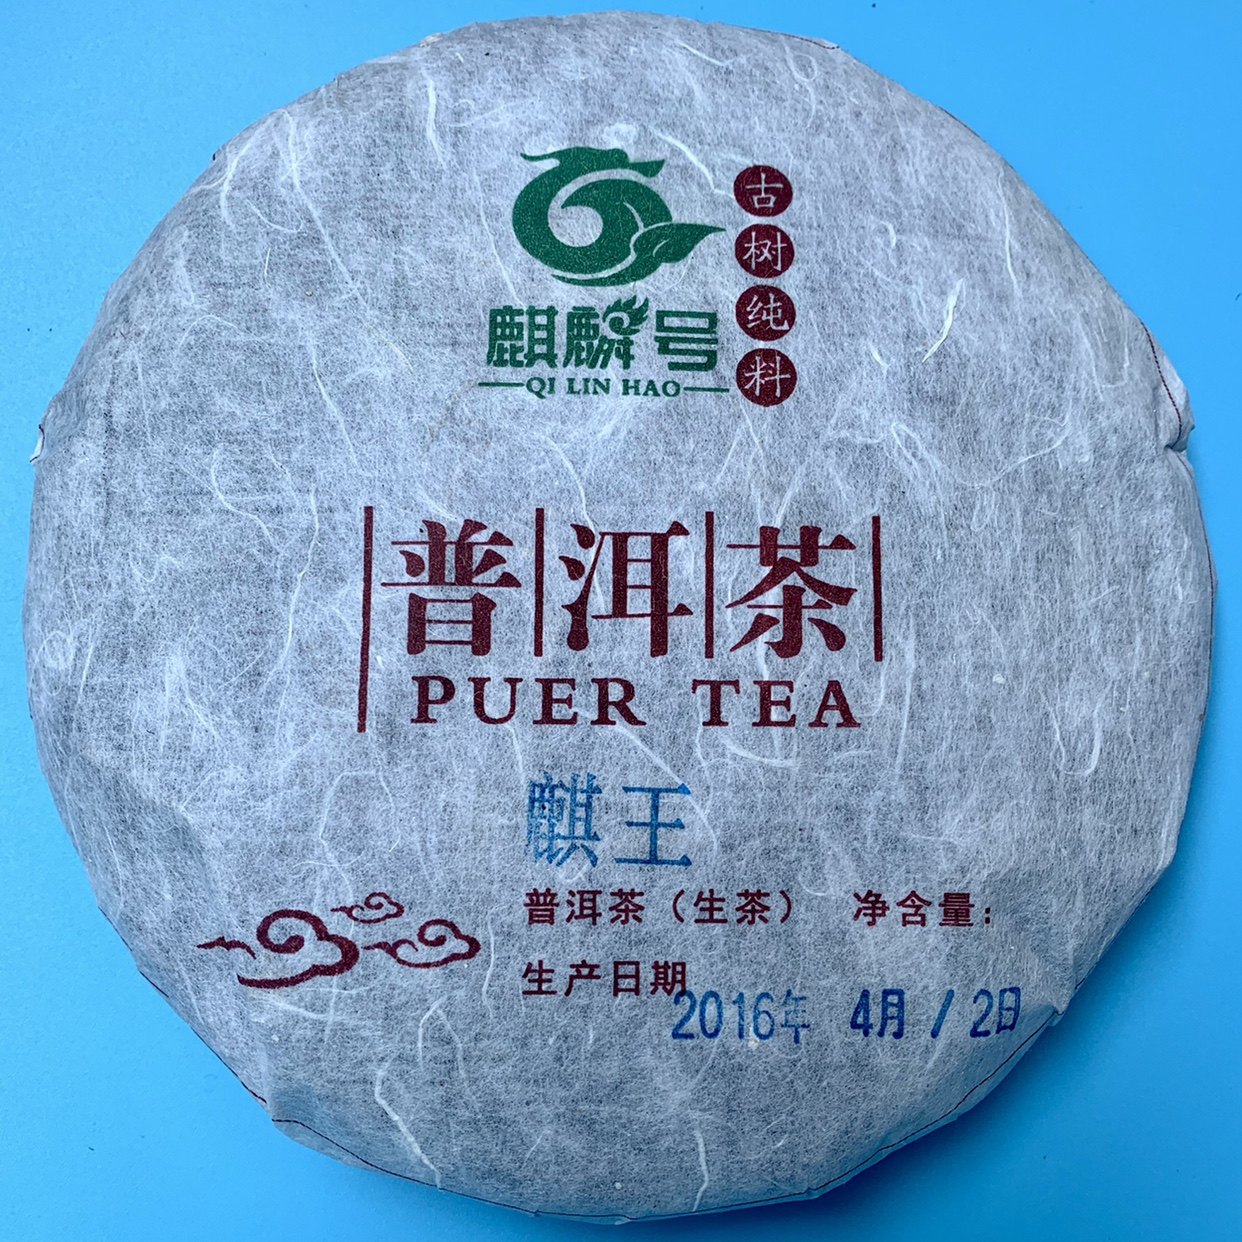 麒麟号
QI LIN HAO
古树纯料
普洱茶
PUER TEA
麒王
普洱茶（生茶） 净含量：
生产日期
2016年 4月12日